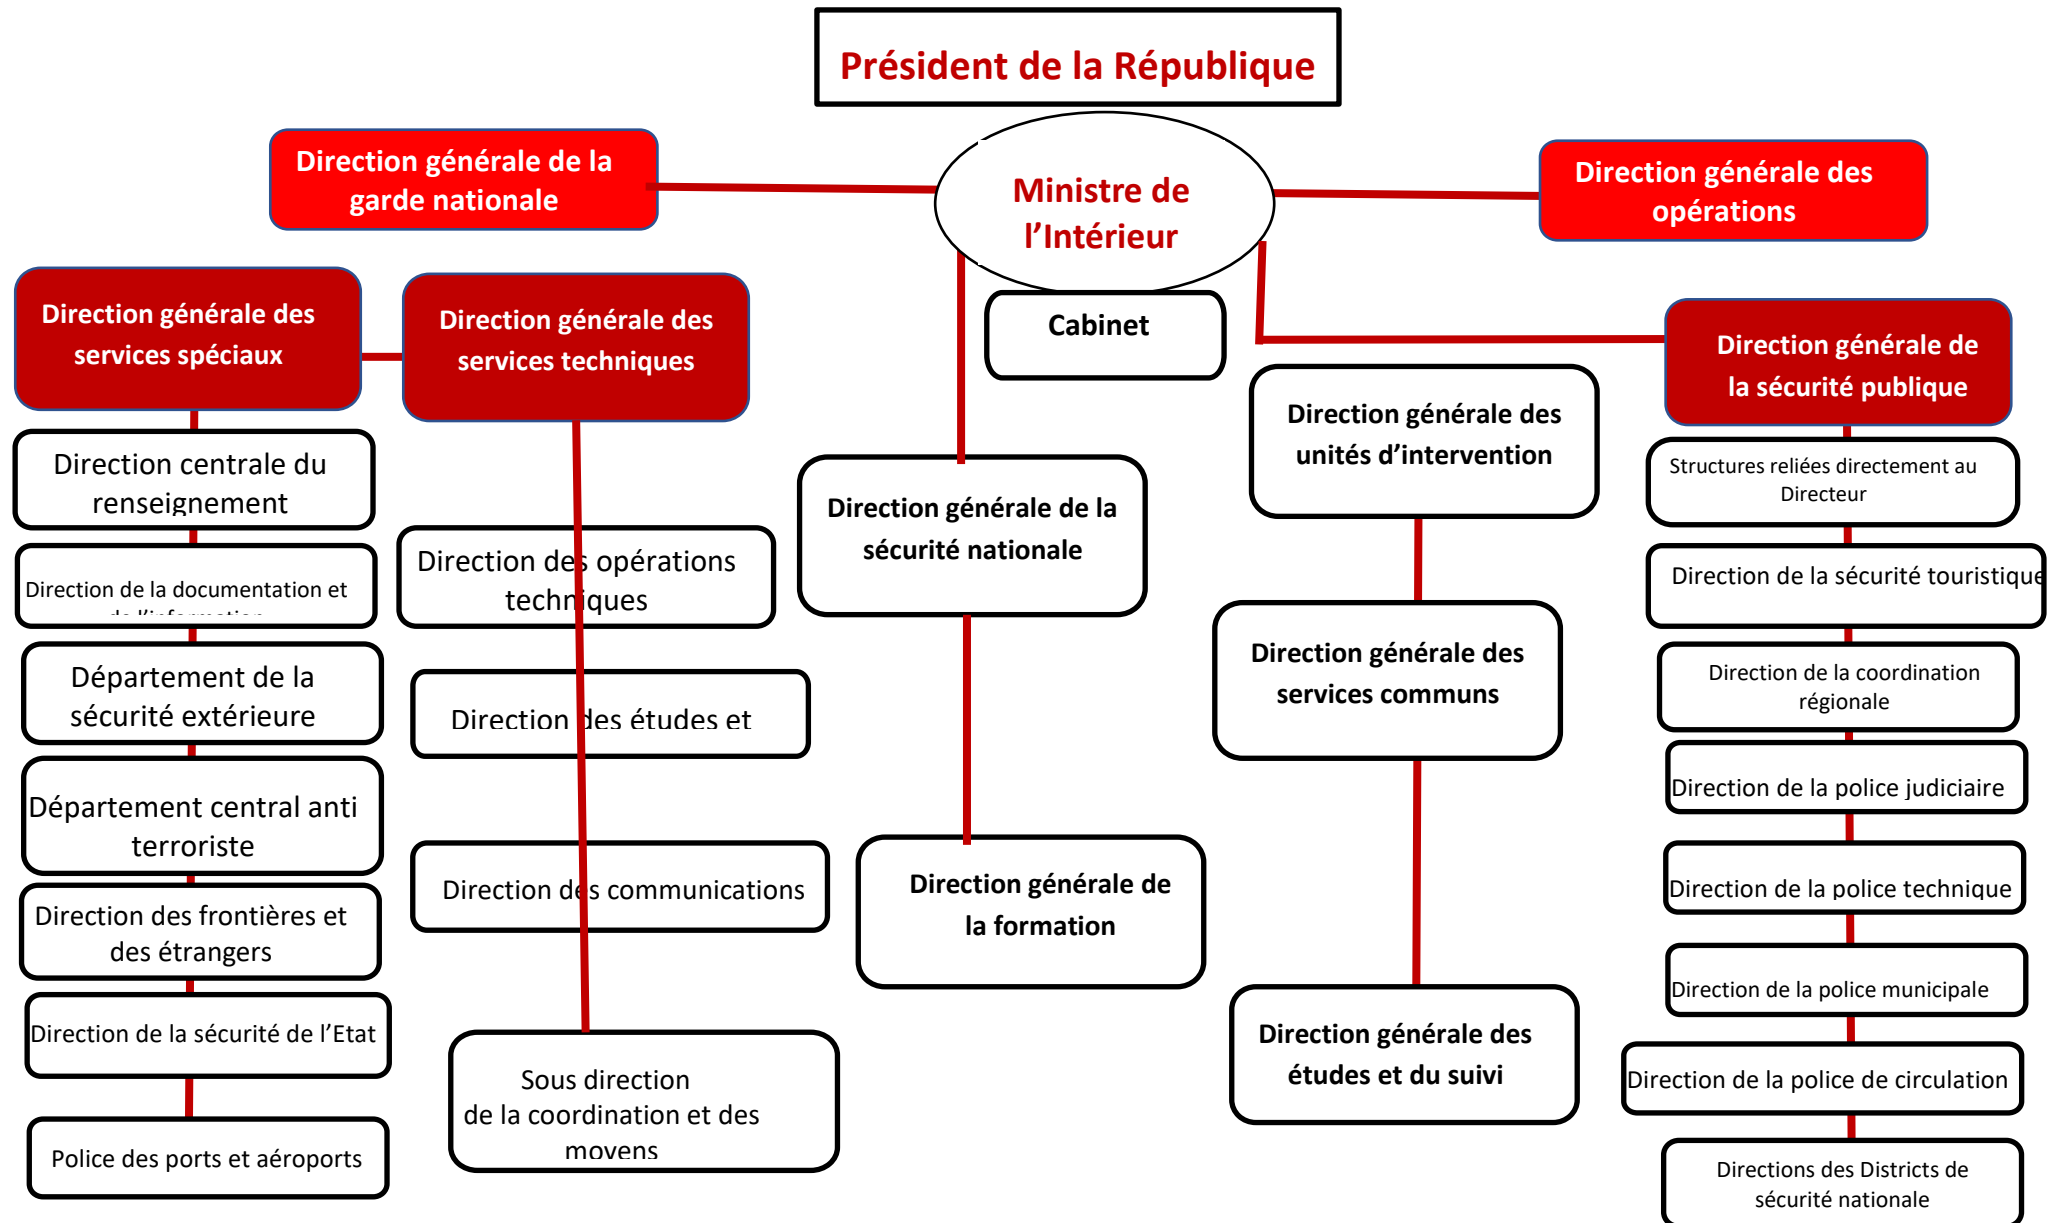 Président de la République
Direction générale de la
garde nationale
Ministre de
l'Intérieur
Direction générale des
opérations
Cabinet
Direction générale des
services spéciaux
Direction générale des
services techniques
Direction générale de
la sécurité publique
Direction centrale du
renseignement
Direction de la documentation et
de l'information
Département de la
sécurité extérieure
Département central anti
terroriste
Direction des frontières et
des étrangers
Direction de la sécurité de l'Etat
Police des ports et aéroports
Direction des opérations
techniques
Direction des études et
Direction des communications
Sous direction
de la coordination et des
moyens
Direction générale de la
sécurité nationale
Direction générale de
la formation
Direction générale des
unités d'intervention
Direction générale des
services communs
Direction générale des
études et du suivi
Structures reliées directement au
Directeur
Direction de la sécurité touristique
Direction de la coordination
régionale
Direction de la police judiciaire
Direction de la police technique
Direction de la police municipale
Direction de la police de circulation
Directions des Districts de
sécurité nationale